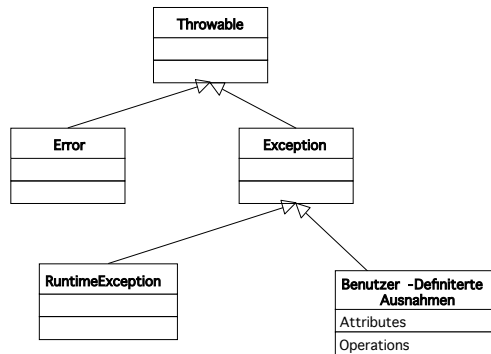 Throwable
Error
Exception
RuntimeException
Benutzer -Definiterte
Ausnahmen
Attributes
Operations